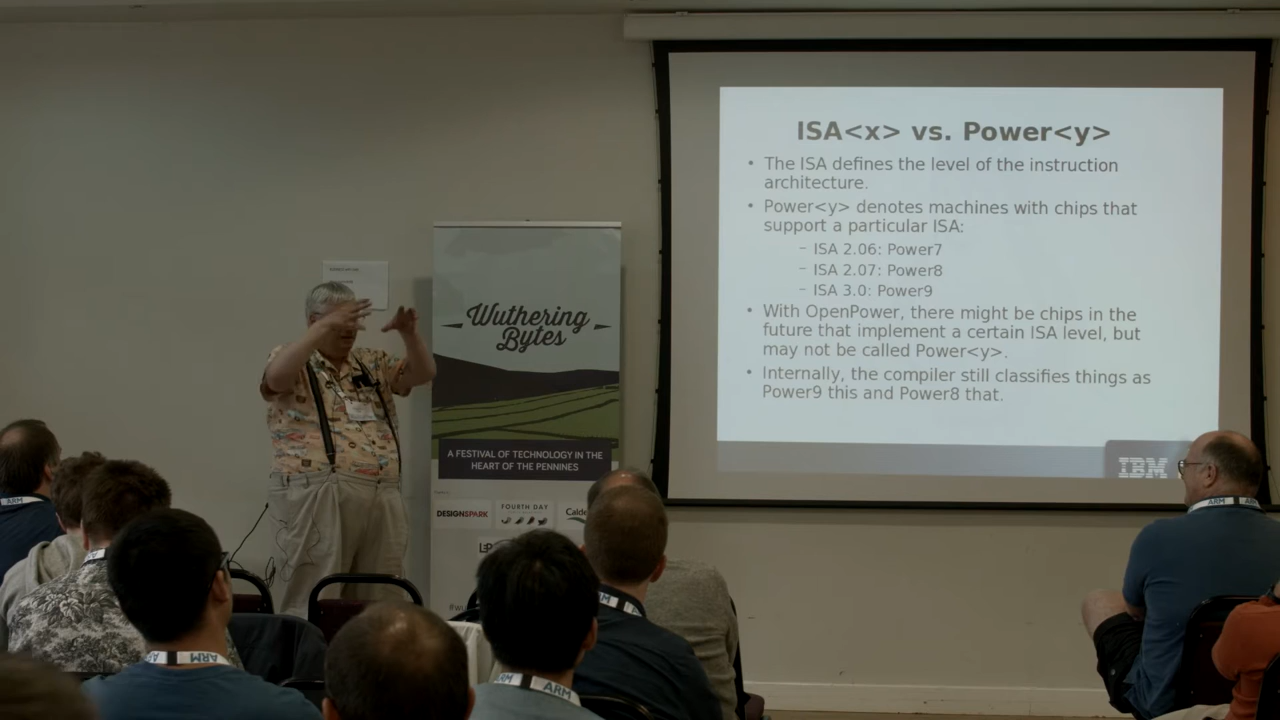 ISA<x> vs. Power<y>
• The ISA defines the level of the instruction
architecture.
• Power<y> denotes machines with chips that
support a particular ISA:
– ISA 2.06: Power7
– ISA 2.07: Power8
– ISA 3.0: Power9
• With OpenPower, there might be chips in the
future that implement a certain ISA level, but
may not be called Power<y>.
• Internally, the compiler still classifies things as
Power9 this and Power8 that.
IBM
Wuthering
Bytes
A FESTIVAL OF TECHNOLOGY IN THE
HEART OF THE PENNINES
DESIGNSPARK
FOURTH DAY
ARM
ARM
ARM
ARM